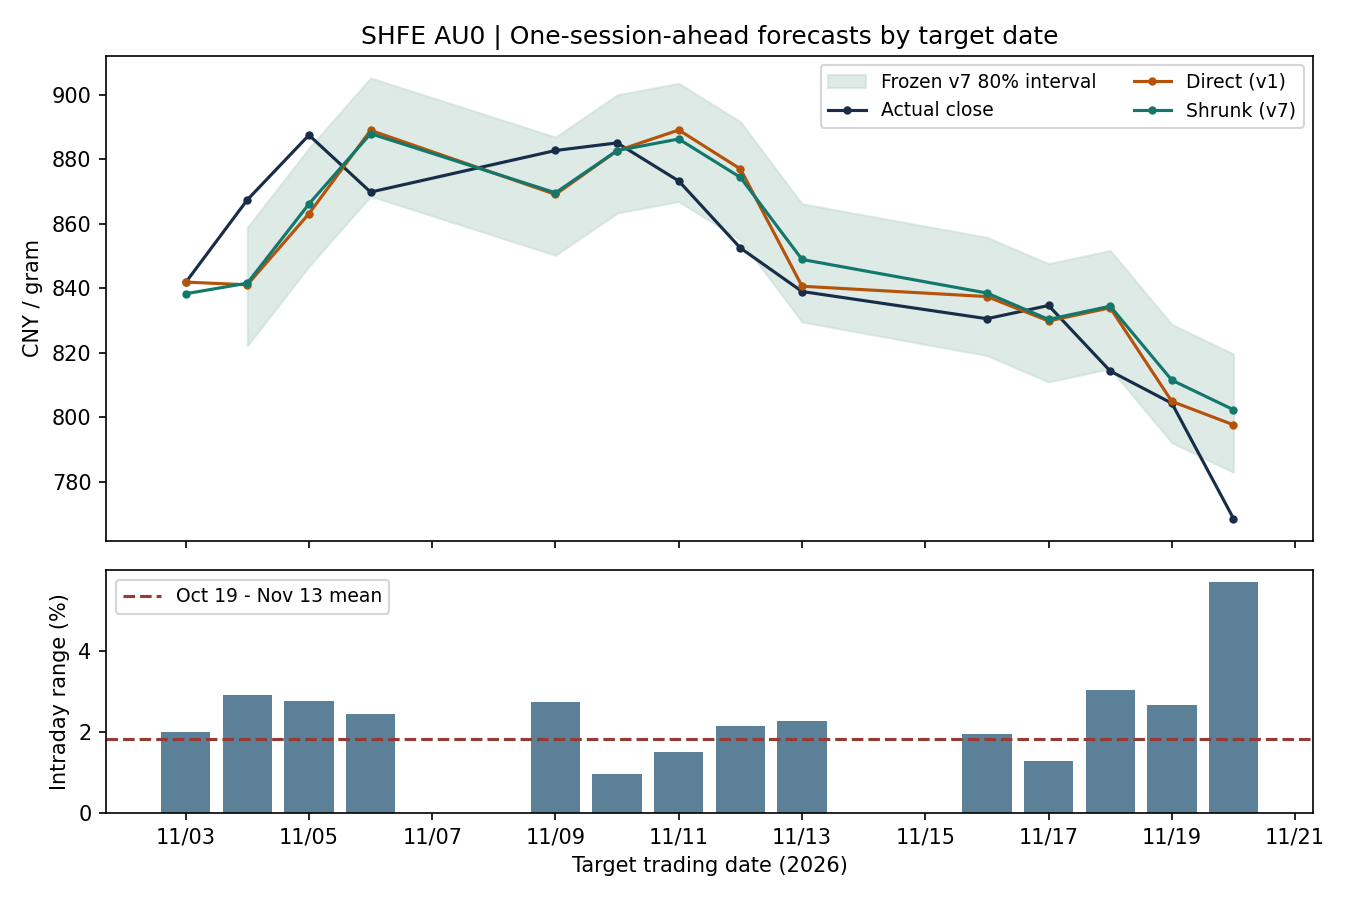 SHFE AU0 | One-session-ahead forecasts by target date
Frozen v7 80% interval
Actual close
Direct (v1)
Shrunk (v7)
CNY / gram
900
880
860
840
820
800
780
Oct 19 - Nov 13 mean
Intraday range (%)
4
2
0
11/03 11/05 11/07 11/09 11/11 11/13 11/15 11/17 11/19 11/21
Target trading date (2026)